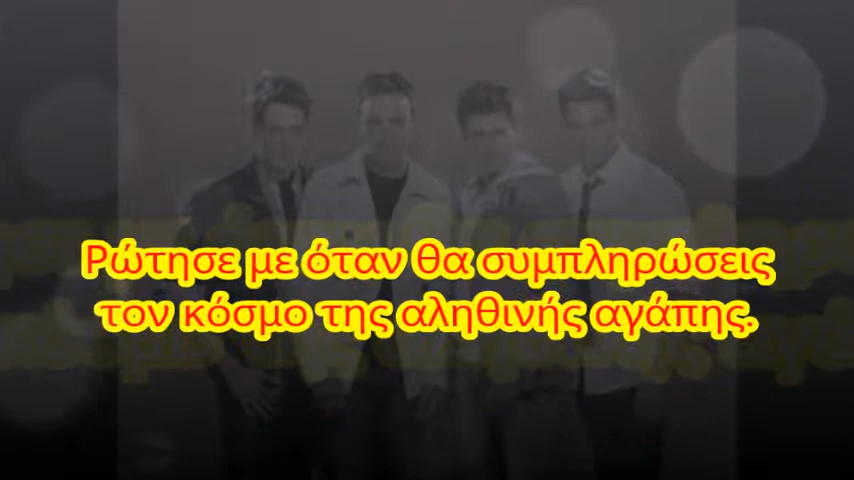 Ρώτησε με όταν θα συμπληρώσεις
τον κόσμο της αληθινής αγάπης.